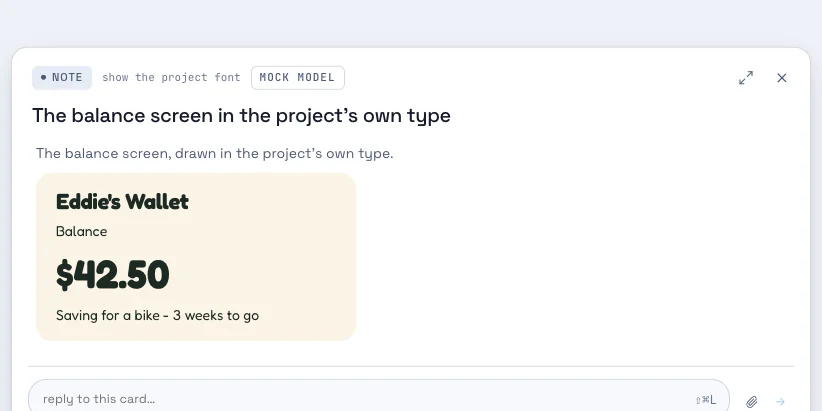 NOTE show the project font MOCK MODEL
The balance screen in the project's own type
The balance screen, drawn in the project's own type.
Eddie's Wallet
Balance
$42.50
Saving for a bike - 3 weeks to go
reply to this card... ⇧⌘L